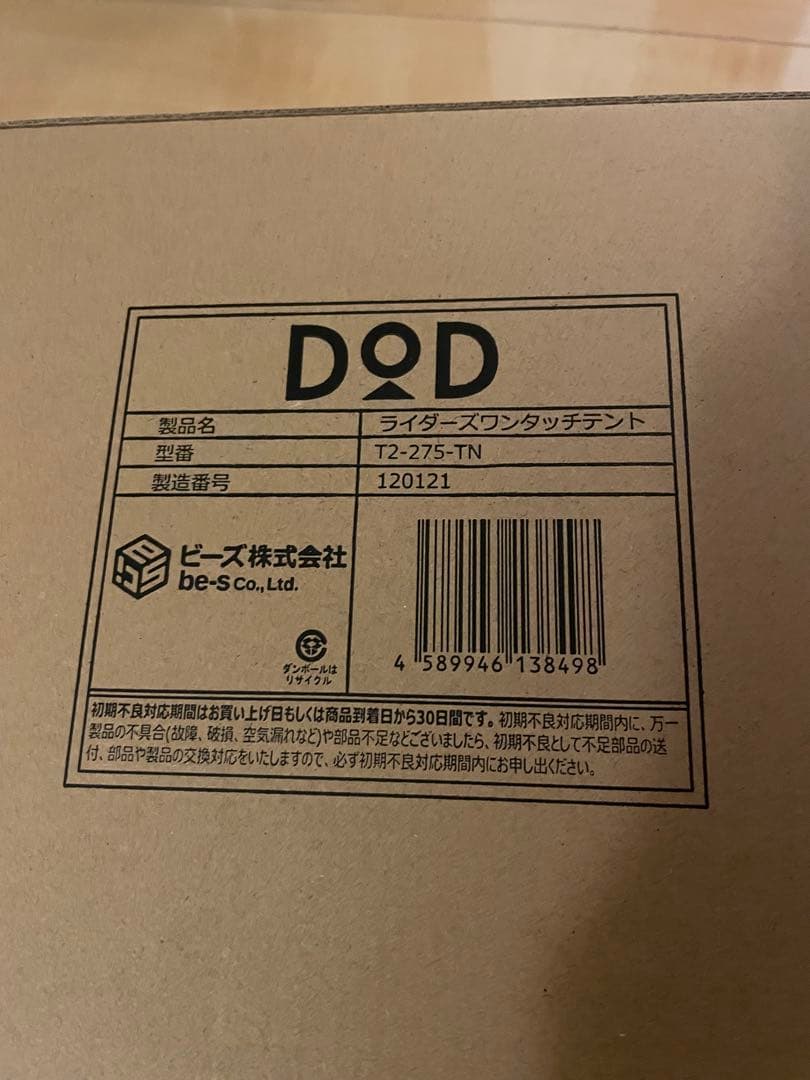 DOD
製品名 ライダーズワンタッチテント
型番 T2-275-TN
製造番号 120121
ビーズ株式会社
be-s Co.,Ltd.
ダンボールは
リサイクル
4 589946 138498
初期不良対応期間はお買い上げ日もしくは商品到着日から30日間です。初期不良対応期間内に、万一
製品の不具合(故障、破損、空気漏れなど)や部品不足などございましたら、初期不良として不足部品の送
付、部品や製品の交換対応をいたしますので、必ず初期不良対応期間内にお申し出ください。